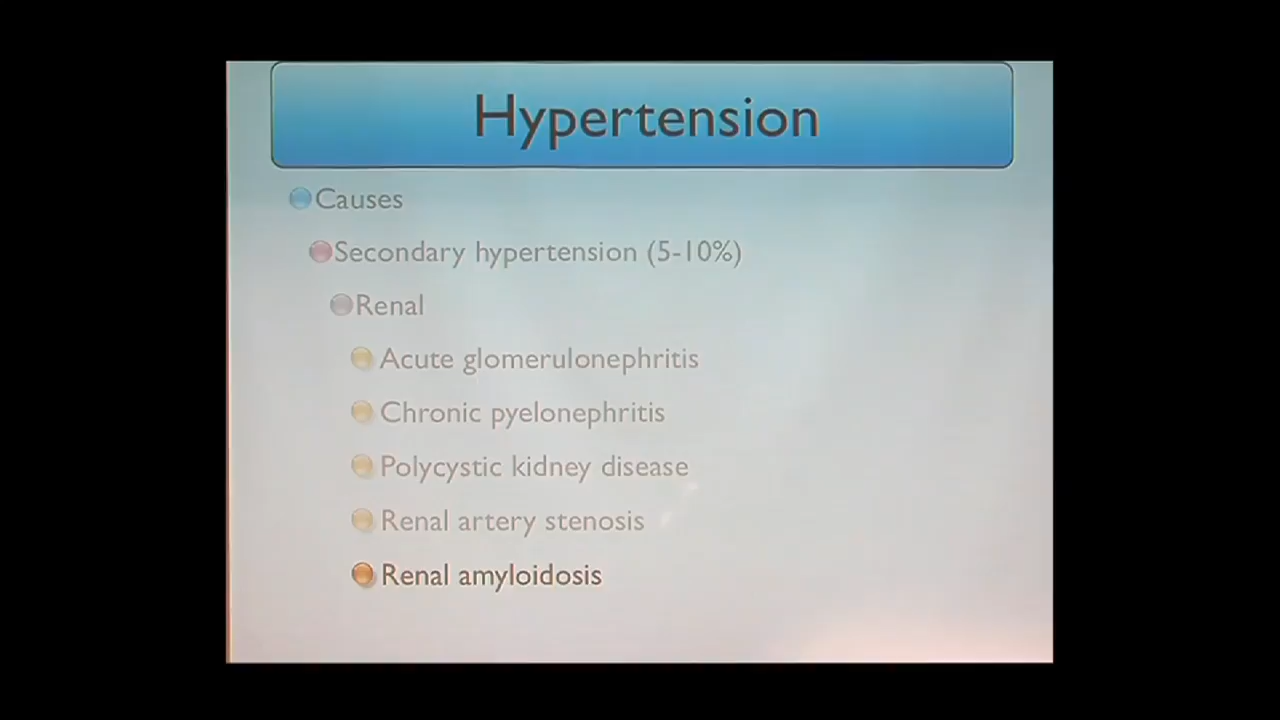 Hypertension
Causes
Secondary hypertension (5-10%)
Renal
Acute glomerulonephritis
Chronic pyelonephritis
Polycystic kidney disease
Renal artery stenosis
Renal amyloidosis